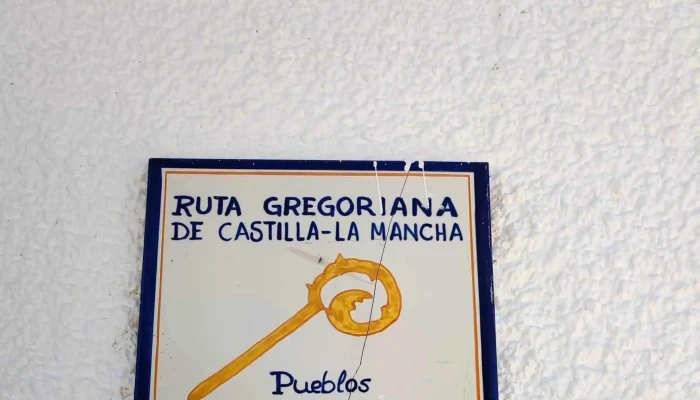 RUTA GREGORIANA
DE CASTILLA-LA MANCHA
Pueblos